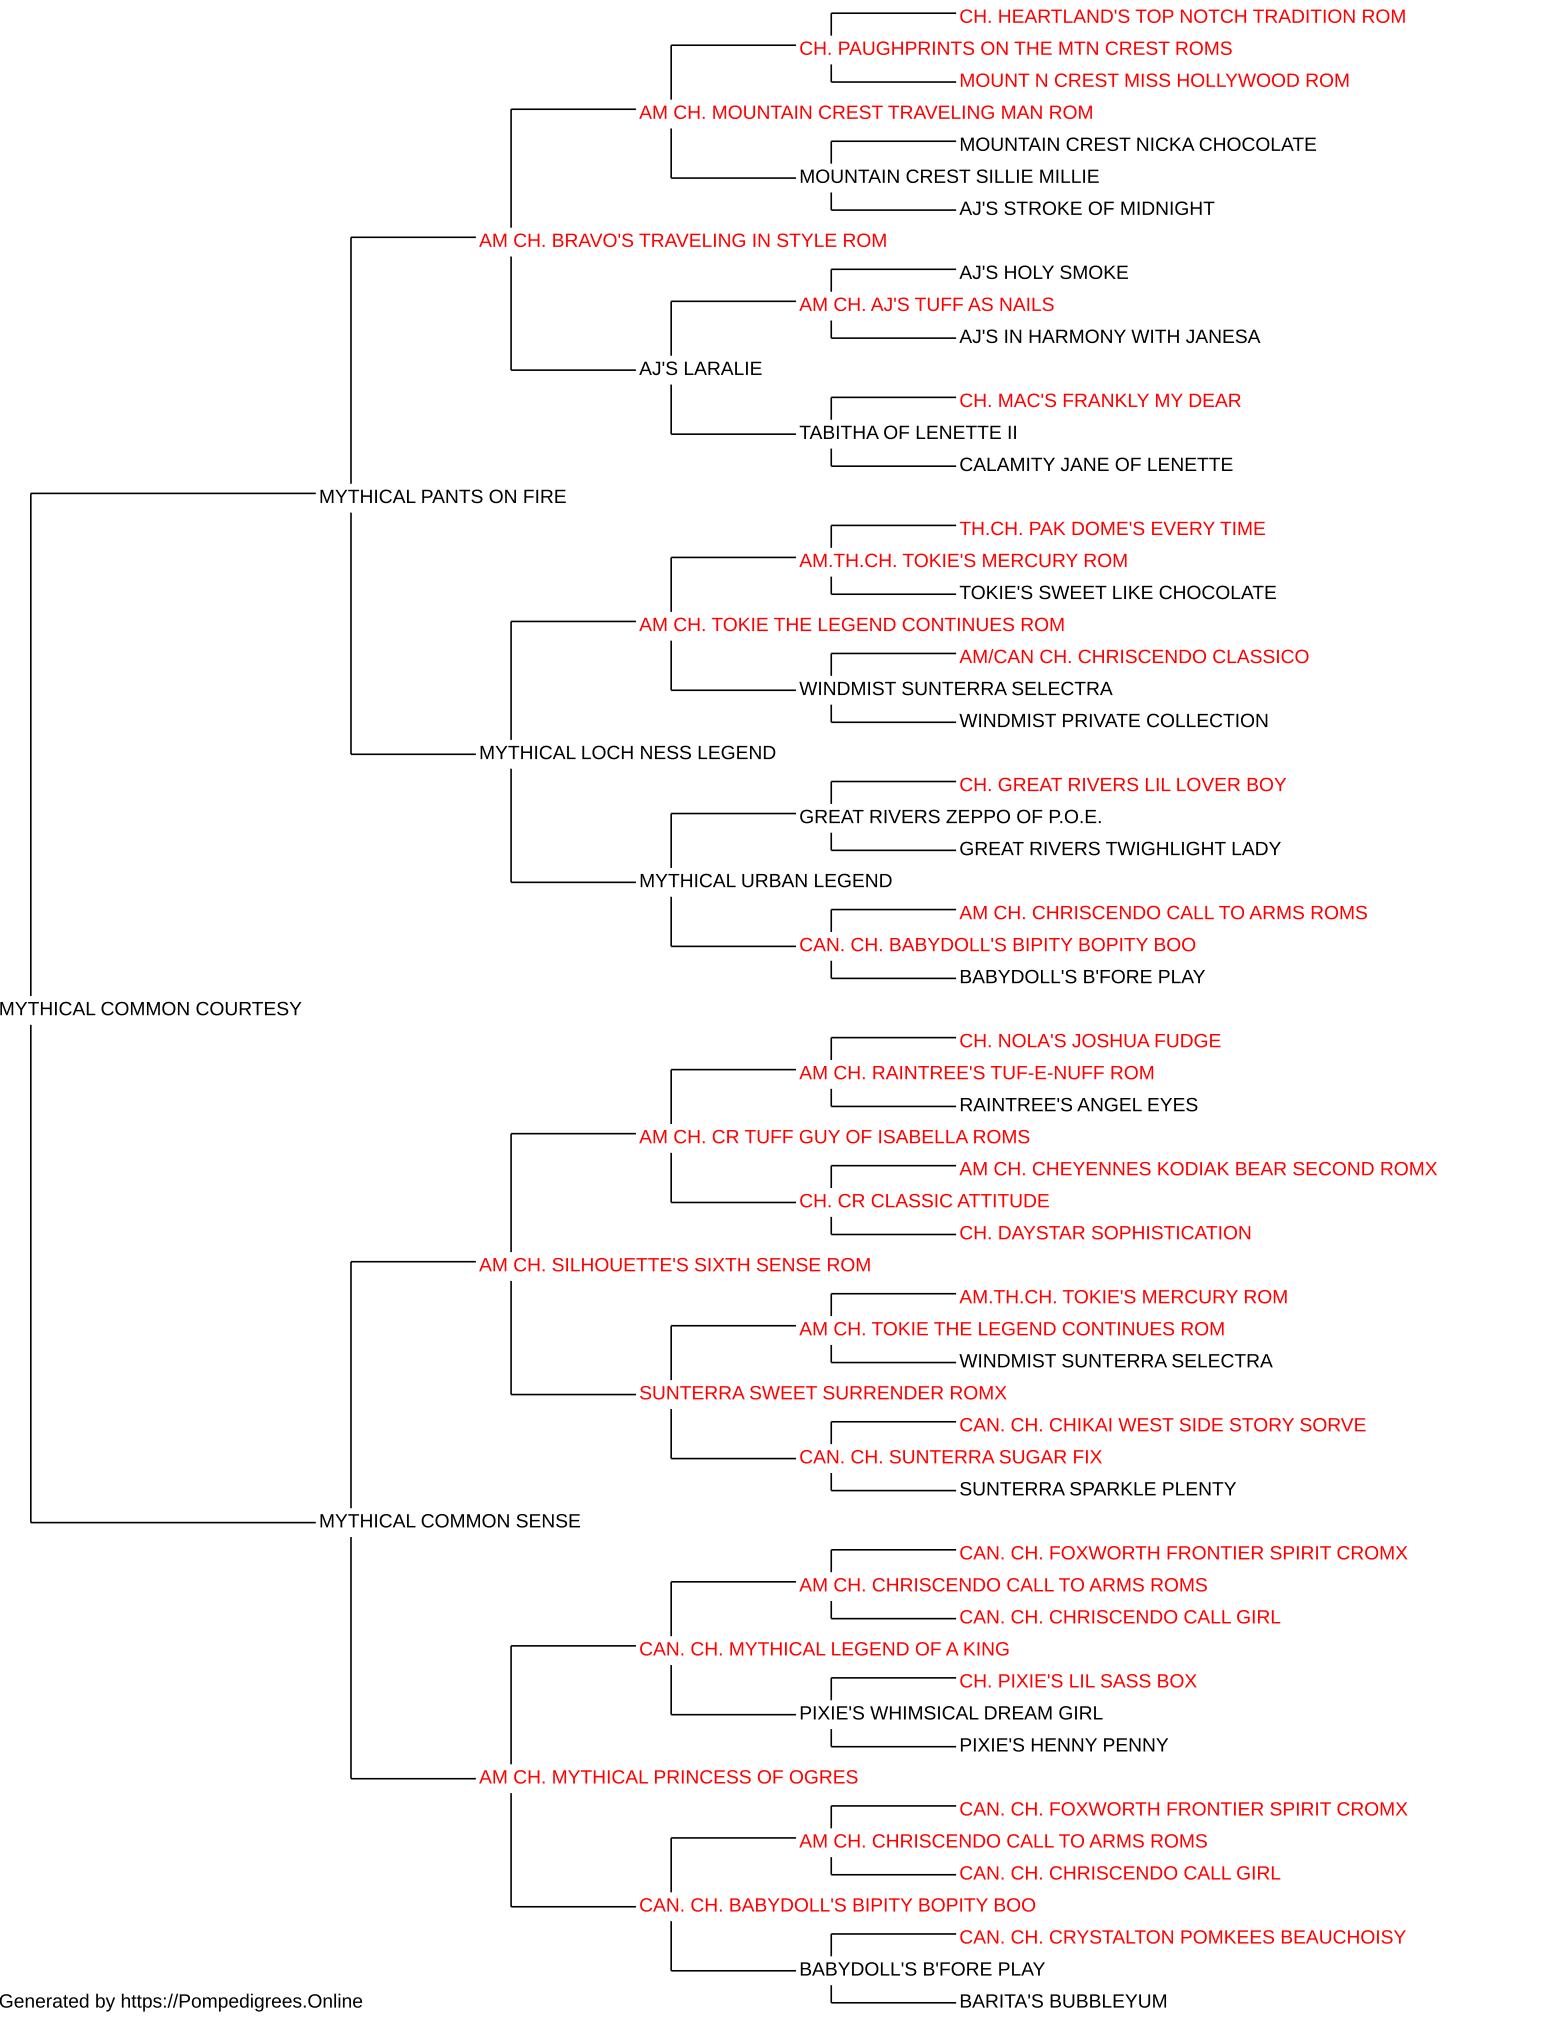 CH. HEARTLAND'S TOP NOTCH TRADITION ROM
CH. PAUGHPRINTS ON THE MTN CREST ROMS
MOUNT N CREST MISS HOLLYWOOD ROM
AM CH. MOUNTAIN CREST TRAVELING MAN ROM
MOUNTAIN CREST NICKA CHOCOLATE
MOUNTAIN CREST SILLIE MILLIE
AJ'S STROKE OF MIDNIGHT
AM CH. BRAVO'S TRAVELING IN STYLE ROM
AJ'S HOLY SMOKE
AM CH. AJ'S TUFF AS NAILS
AJ'S IN HARMONY WITH JANESA
AJ'S LARALIE
CH. MAC'S FRANKLY MY DEAR
TABITHA OF LENETTE II
CALAMITY JANE OF LENETTE
MYTHICAL PANTS ON FIRE
TH.CH. PAK DOME'S EVERY TIME
AM.TH.CH. TOKIE'S MERCURY ROM
TOKIE'S SWEET LIKE CHOCOLATE
AM CH. TOKIE THE LEGEND CONTINUES ROM
AM/CAN CH. CHRISCENDO CLASSICO
WINDMIST SUNTERRA SELECTRA
WINDMIST PRIVATE COLLECTION
MYTHICAL LOCH NESS LEGEND
CH. GREAT RIVERS LIL LOVER BOY
GREAT RIVERS ZEPPO OF P.O.E.
GREAT RIVERS TWIGHLIGHT LADY
MYTHICAL URBAN LEGEND
AM CH. CHRISCENDO CALL TO ARMS ROMS
CAN. CH. BABYDOLL'S BIPITY BOPITY BOO
BABYDOLL'S B'FORE PLAY
MYTHICAL COMMON COURTESY
CH. NOLA'S JOSHUA FUDGE
AM CH. RAINTREE'S TUF-E-NUFF ROM
RAINTREE'S ANGEL EYES
AM CH. CR TUFF GUY OF ISABELLA ROMS
AM CH. CHEYENNES KODIAK BEAR SECOND ROMX
CH. CR CLASSIC ATTITUDE
CH. DAYSTAR SOPHISTICATION
AM CH. SILHOUETTE'S SIXTH SENSE ROM
AM.TH.CH. TOKIE'S MERCURY ROM
AM CH. TOKIE THE LEGEND CONTINUES ROM
WINDMIST SUNTERRA SELECTRA
SUNTERRA SWEET SURRENDER ROMX
CAN. CH. CHIKAI WEST SIDE STORY SORVE
CAN. CH. SUNTERRA SUGAR FIX
SUNTERRA SPARKLE PLENTY
MYTHICAL COMMON SENSE
CAN. CH. FOXWORTH FRONTIER SPIRIT CROMX
AM CH. CHRISCENDO CALL TO ARMS ROMS
CAN. CH. CHRISCENDO CALL GIRL
CAN. CH. MYTHICAL LEGEND OF A KING
CH. PIXIE'S LIL SASS BOX
PIXIE'S WHIMSICAL DREAM GIRL
PIXIE'S HENNY PENNY
AM CH. MYTHICAL PRINCESS OF OGRES
CAN. CH. FOXWORTH FRONTIER SPIRIT CROMX
AM CH. CHRISCENDO CALL TO ARMS ROMS
CAN. CH. CHRISCENDO CALL GIRL
CAN. CH. BABYDOLL'S BIPITY BOPITY BOO
CAN. CH. CRYSTALTON POMKEES BEAUCHOISY
BABYDOLL'S B'FORE PLAY
BARITA'S BUBBLEYUM
Generated by https://Pompedigrees.Online